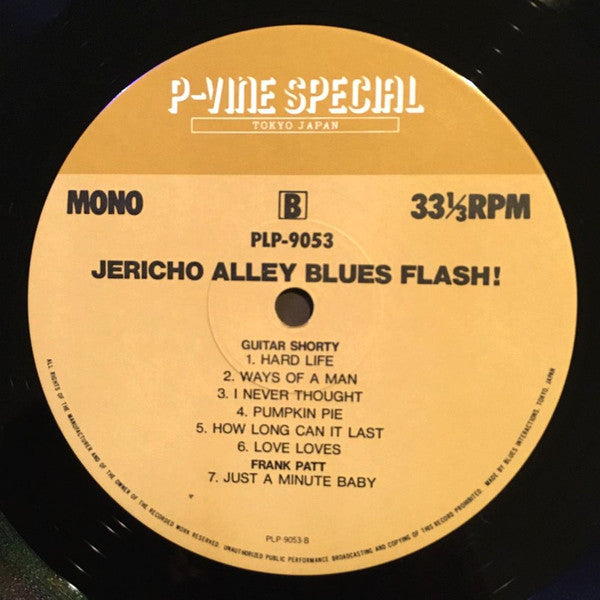 P-VINE SPECIAL
TOKYO JAPAN
MONO
B
33⅓RPM
PLP-9053
JERICHO ALLEY BLUES FLASH!
GUITAR SHORTY
1. HARD LIFE
2. WAYS OF A MAN
3. I NEVER THOUGHT
4. PUMPKIN PIE
5. HOW LONG CAN IT LAST
6. LOVE LOVES
FRANK PATT
7. JUST A MINUTE BABY
PLP-9053-B
ALL RIGHTS OF THE MANUFACTURER AND OF THE OWNER OF THE RECORDED WORK RESERVED. UNAUTHORIZED PUBLIC PERFORMANCE BROADCASTING AND COPYING OF THIS RECORD PROHIBITED. MADE BY BLUES INTERACTIONS, TOKYO, JAPAN